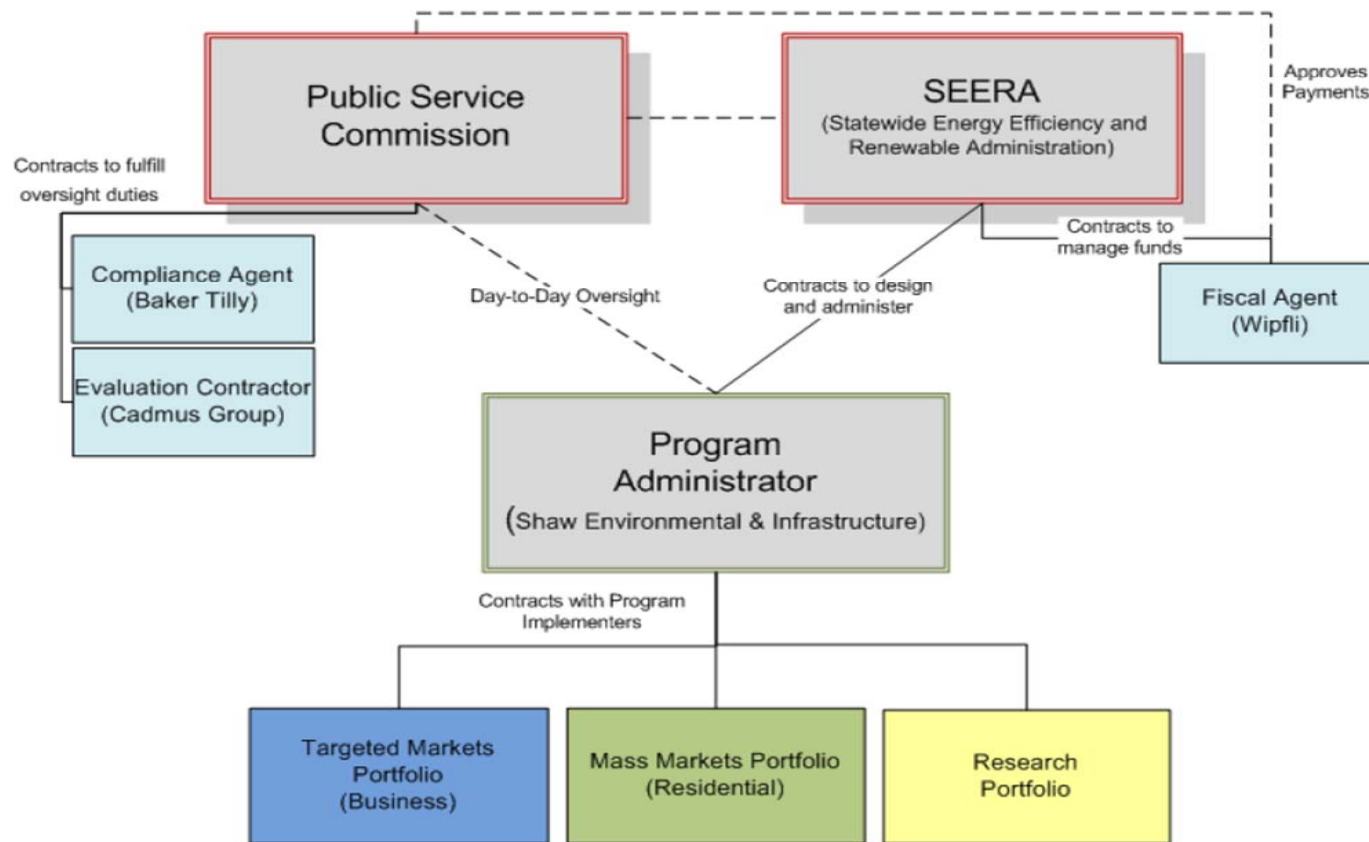 Public Service
Commission
SEERA
(Statewide Energy Efficiency and
Renewable Administration)
Approves
Payments
Contracts to fulfill
oversight duties
Contracts to
manage funds
Compliance Agent
(Baker Tilly)
Day-to-Day Oversight
Contracts to design
and administer
Fiscal Agent
(Wipfli)
Evaluation Contractor
(Cadmus Group)
Program
Administrator
(Shaw Environmental & Infrastructure)
Contracts with Program
Implementers
Targeted Markets
Portfolio
(Business)
Mass Markets Portfolio
(Residential)
Research
Portfolio